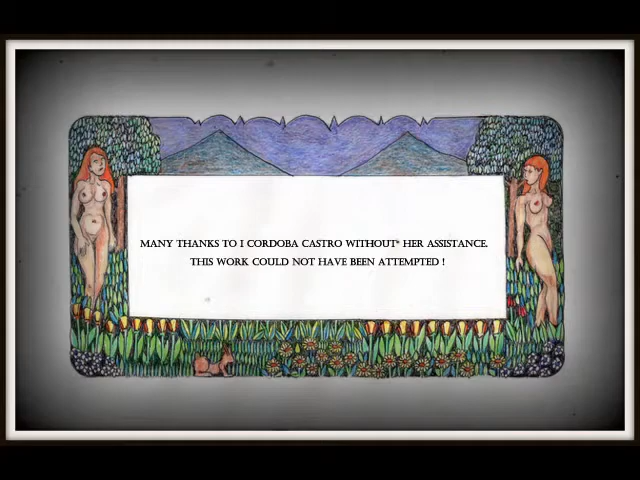 MANY THANKS TO I CORDOBA CASTRO WITHOUT* HER ASSISTANCE.
THIS WORK COULD NOT HAVE BEEN ATTEMPTED !